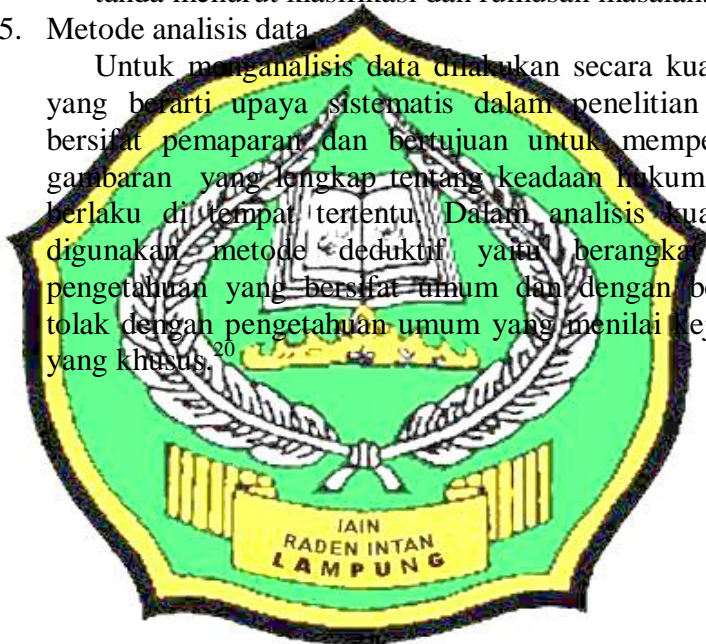 tanda menurut klasifikasi dan rumusan masalah.
5. Metode analisis data
Untuk menganalisis data dilakukan secara kua
yang berarti upaya sistematis dalam penelitian
bersifat pemaparan dan bertujuan untuk mempe
gambaran yang lengkap tentang keadaan hukum
berlaku di tempat tertentu. Dalam analisis kua
digunakan metode deduktif yaitu berangkat
pengetahuan yang bersifat umum dan dengan be
tolak dengan pengetahuan umum yang menilai kej
yang khusus.20
IAIN
RADEN INTAN
LAMPUNG